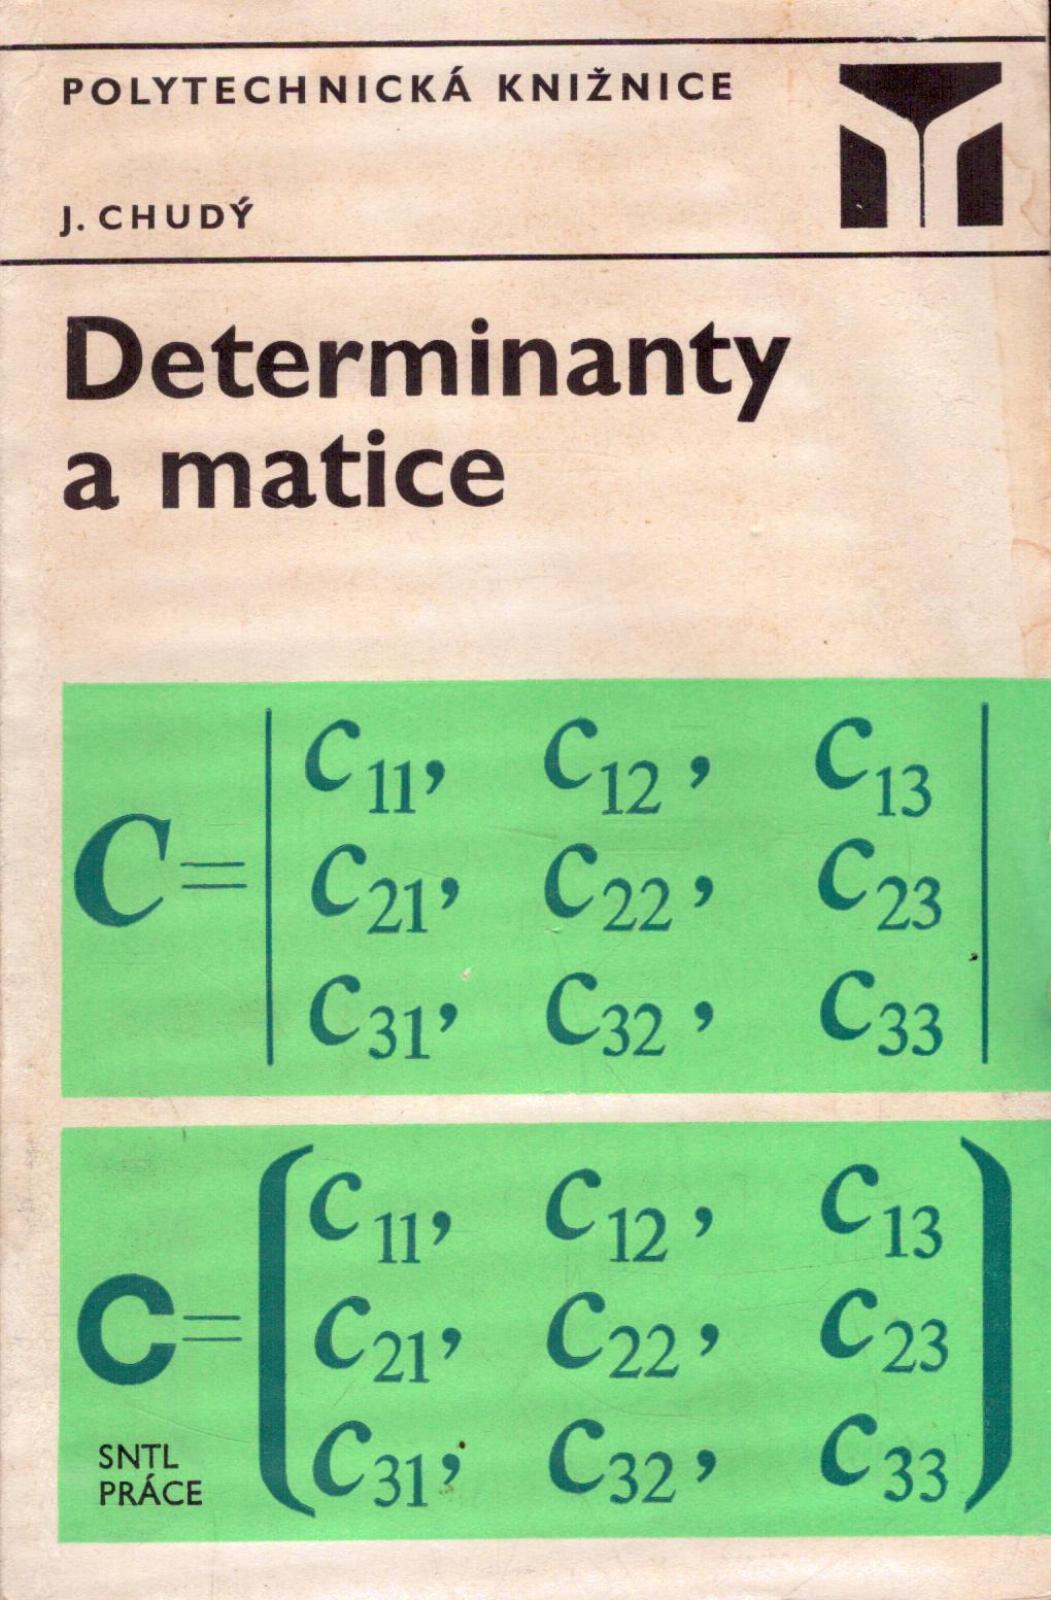 POLYTECHNICKÁ KNIŽNICE
J. CHUDÝ
Determinanty
a matice
C = | c₁₁, c₁₂, c₁₃ |
c₂₁, c₂₂, c₂₃
c₃₁, c₃₂, c₃₃
C = ( c₁₁, c₁₂, c₁₃ )
c₂₁, c₂₂, c₂₃
c₃₁, c₃₂, c₃₃
SNTL
PRÁCE